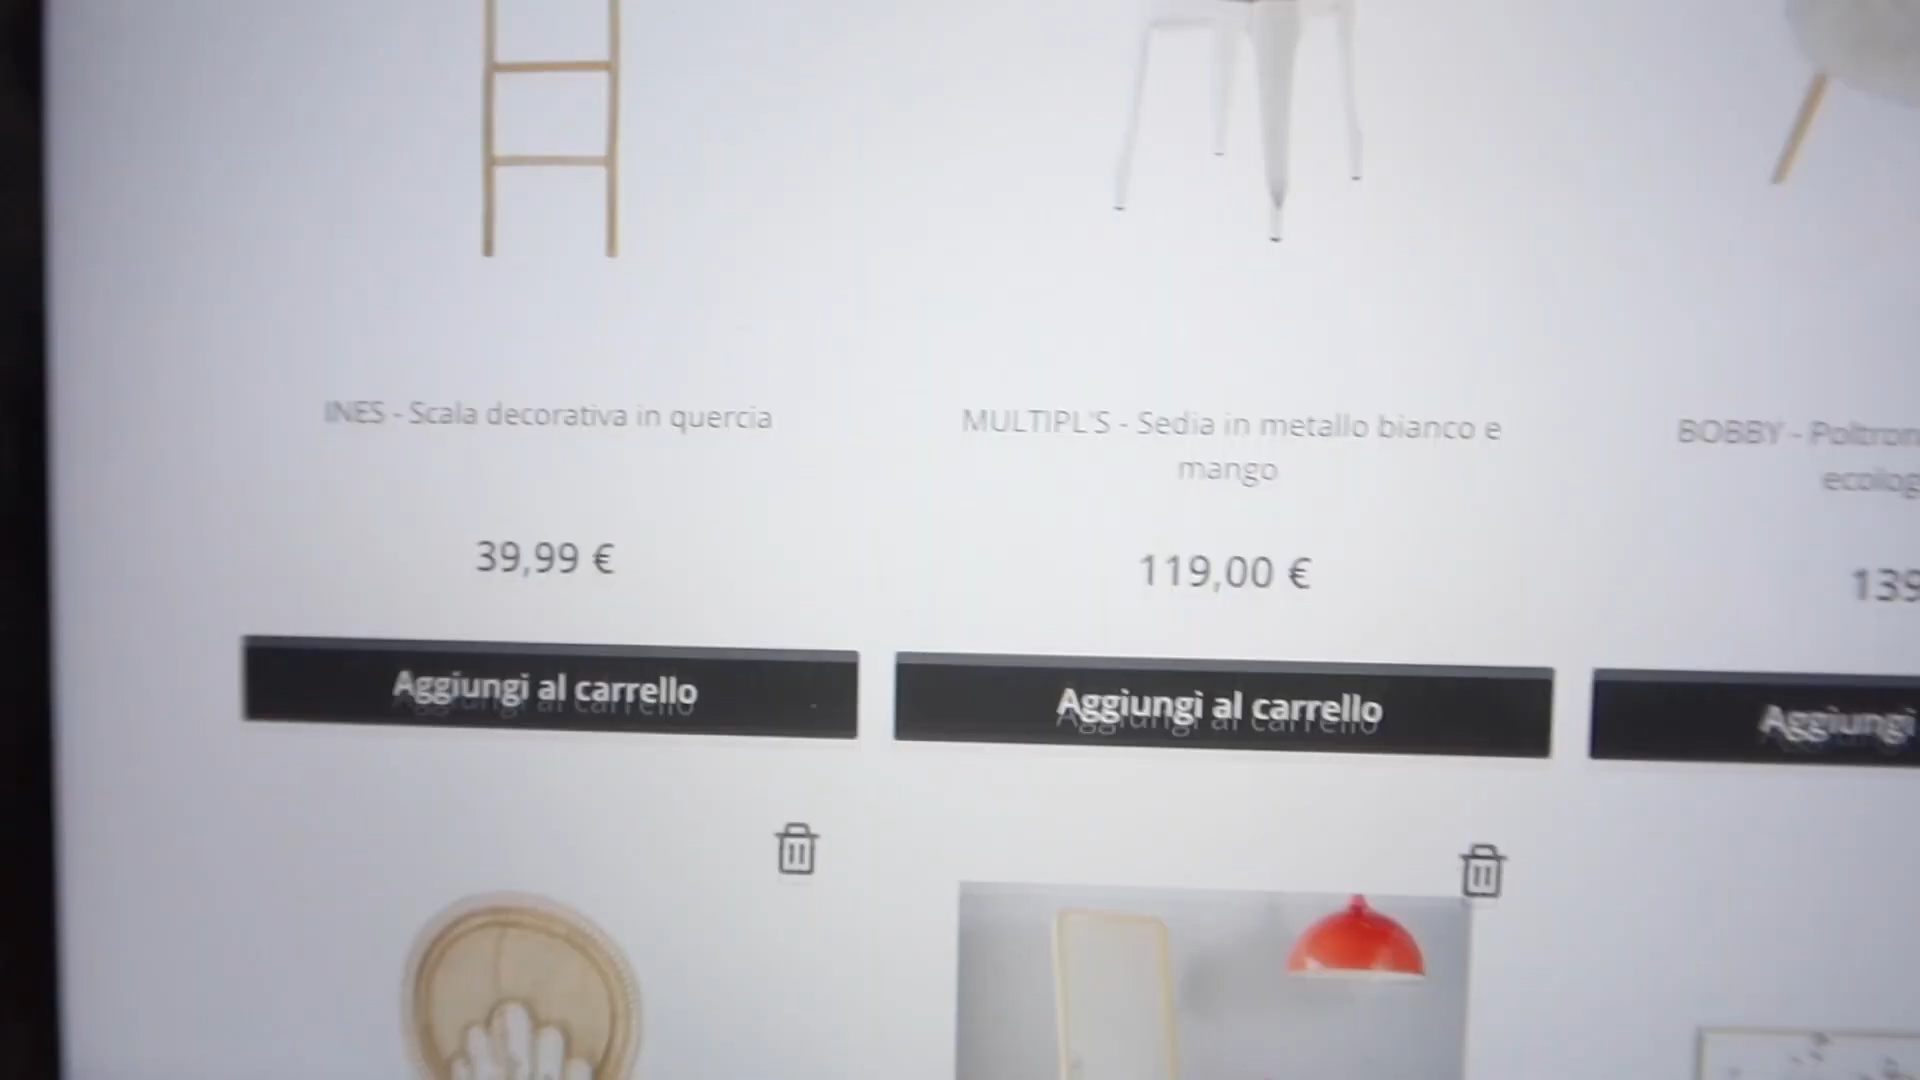 INES - Scala decorativa in quercia
39,99 €
Aggiungi al carrello
MULTIPL'S - Sedia in metallo bianco e
mango
119,00 €
Aggiungi al carrello
BOBBY -
139
Aggiungi